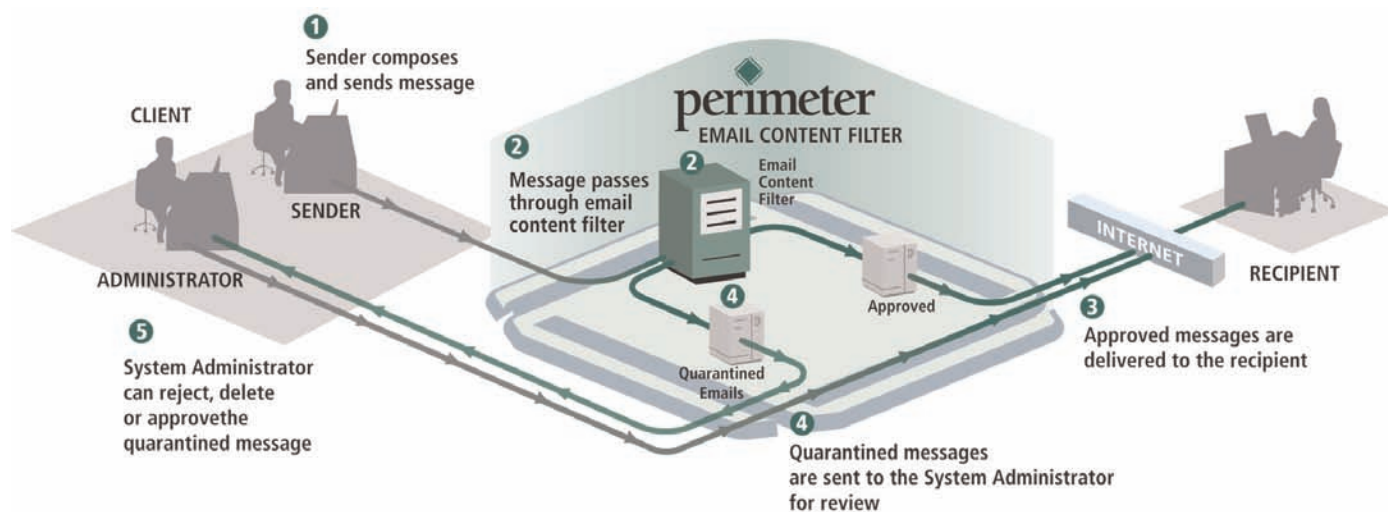 1
Sender composes
and sends message
CLIENT
SENDER
ADMINISTRATOR
5
System Administrator
can reject, delete
or approvethe
quarantined message
perimeter
EMAIL CONTENT FILTER
2
Message passes
through email
content filter
2
Email
Content
Filter
4
Quarantined
Emails
Approved
4
Quarantined messages
are sent to the System Administrator
for review
INTERNET
3
Approved messages are
delivered to the recipient
RECIPIENT